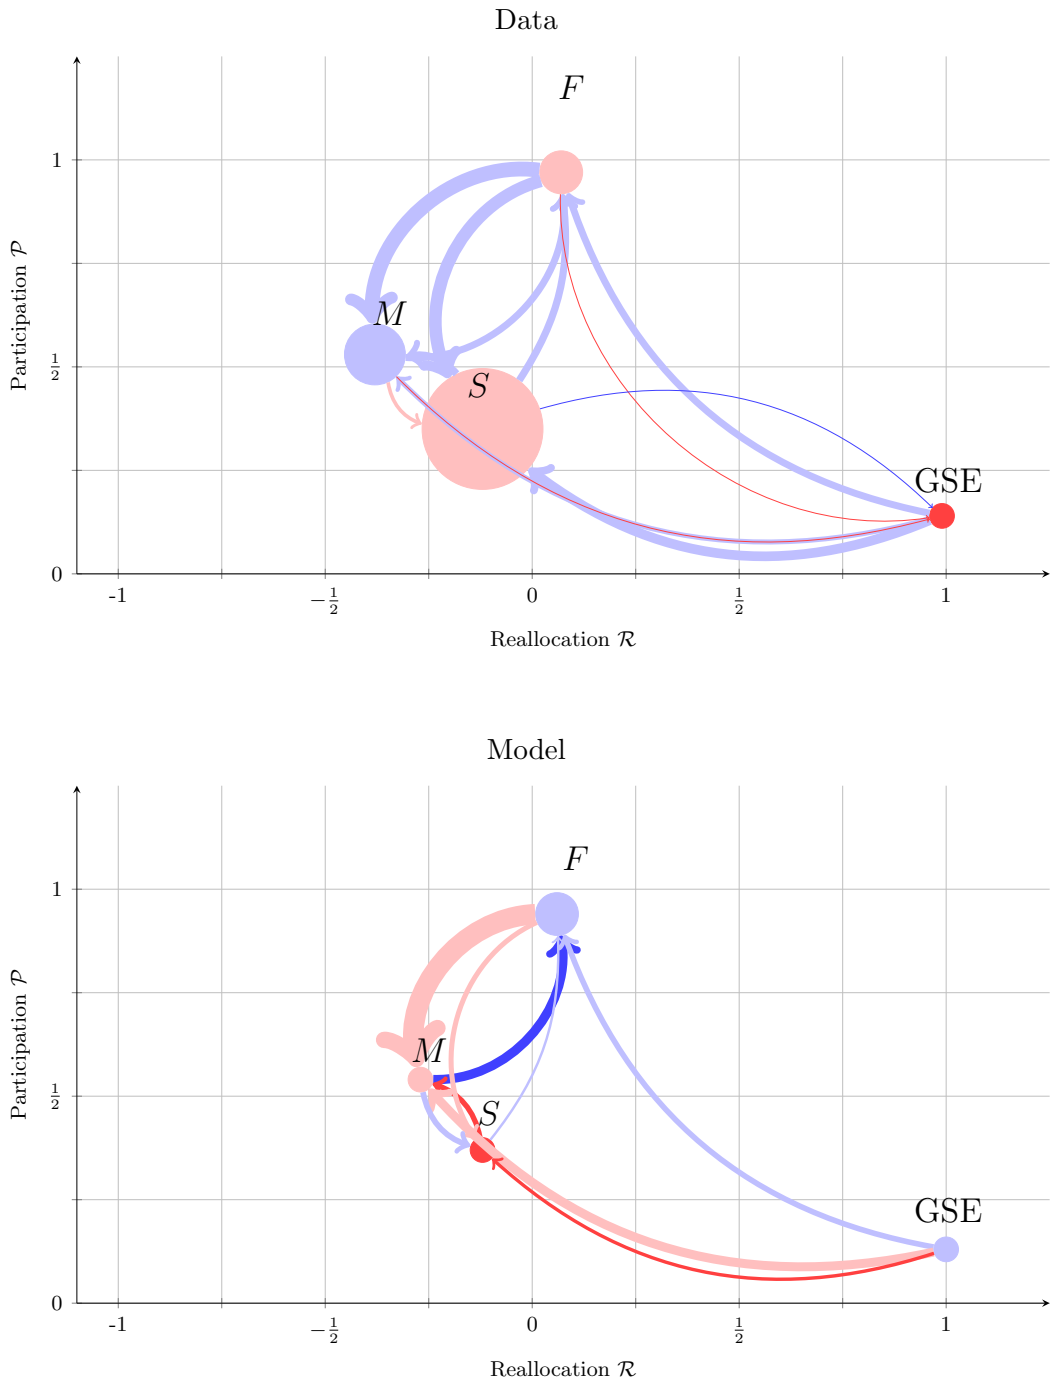 Data
F
1
M
1/2
S
GSE
0
-1
−1/2
0
1/2
1
Participation 𝒫
Reallocation ℛ
Model
F
1
M
1/2
S
GSE
0
-1
−1/2
0
1/2
1
Participation 𝒫
Reallocation ℛ